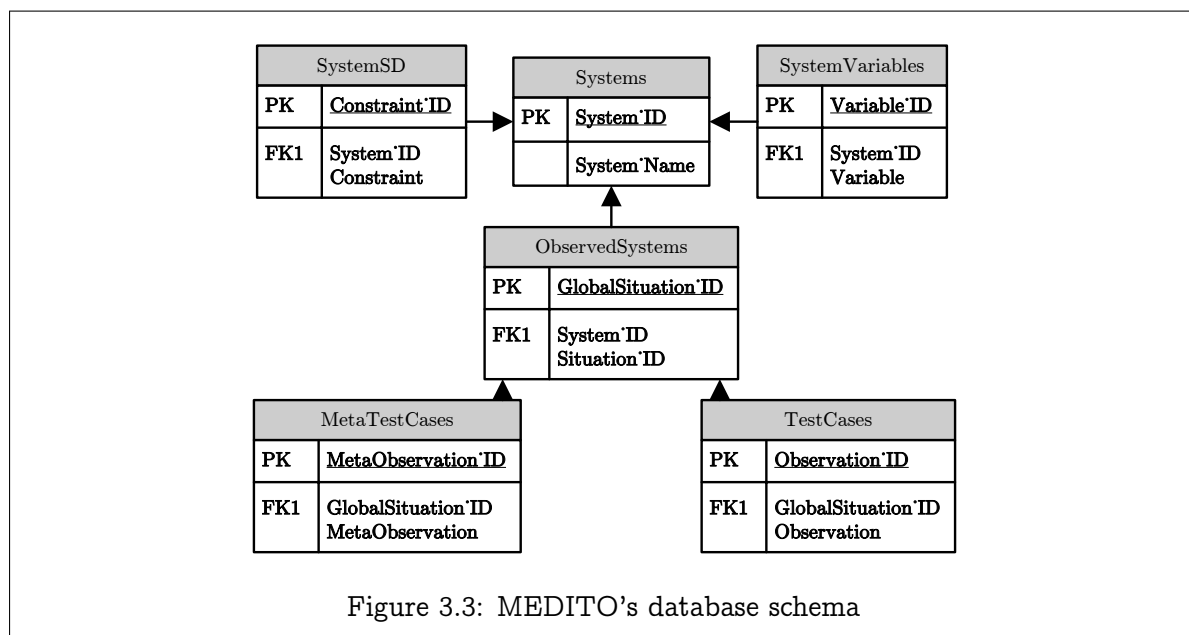 SystemSD
PK Constraint˙ID
FK1 System˙ID
Constraint
Systems
PK System˙ID
System˙Name
SystemVariables
PK Variable˙ID
FK1 System˙ID
Variable
ObservedSystems
PK GlobalSituation˙ID
FK1 System˙ID
Situation˙ID
MetaTestCases
PK MetaObservation˙ID
FK1 GlobalSituation˙ID
MetaObservation
TestCases
PK Observation˙ID
FK1 GlobalSituation˙ID
Observation
Figure 3.3: MEDITO's database schema